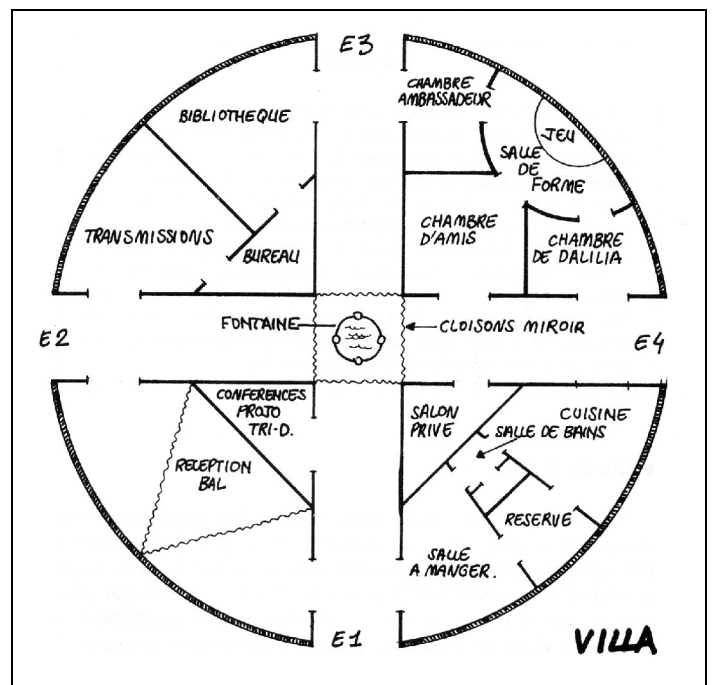 E3
CHAMBRE
AMBASSADEUR
BIBLIOTHEQUE
JEU
SALLE
DE
FORME
TRANSMISSIONS
BUREAU
CHAMBRE
D'AMIS
CHAMBRE
DE DALILIA
E2
FONTAINE
CLOISONS MIROIR
E4
CONFERENCES
PROJO
TRI-D.
SALON
PRIVE
CUISINE
SALLE DE BAINS
RECEPTION
BAL
RESERVE
SALLE
A MANGER.
E1
VILLA